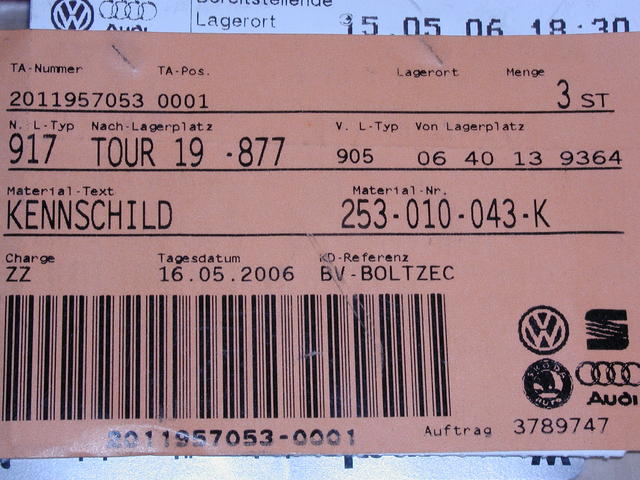 Audi
Lagerort 15.05.06 18:30
TA-Nummer TA-Pos. Lagerort Menge
2011957053 0001 3 ST
N. L-Typ Nach-Lagerplatz V. L-Typ Von Lagerplatz
917 TOUR 19 -877 905 06 40 13 9364
Material-Text Material-Nr.
KENNSCHILD 253-010-043-K
Charge Tagesdatum KD-Referenz
ZZ 16.05.2006 BV-BOLTZEC
SKODA
AUTO
Audi
2011957053-0001 Auftrag 3789747